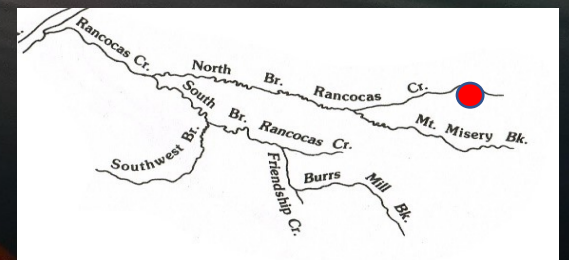 Rancocas Cr.
North Br. Rancocas Cr.
Mt. Misery Bk.
South Br. Rancocas Cr.
Southwest Br.
Friendship Cr.
Burrs Mill Bk.